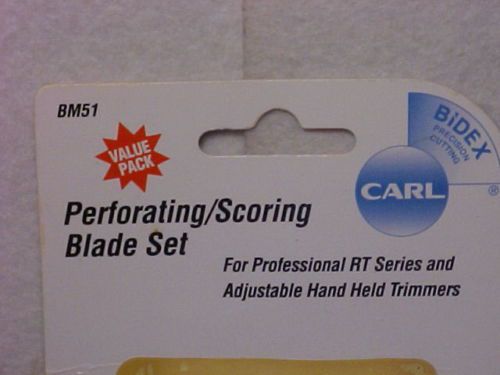 BM51
VALUE
PACK
BiDEX
PRECISION
CUTTING
CARL ®
Perforating/Scoring
Blade Set
For Professional RT Series and
Adjustable Hand Held Trimmers